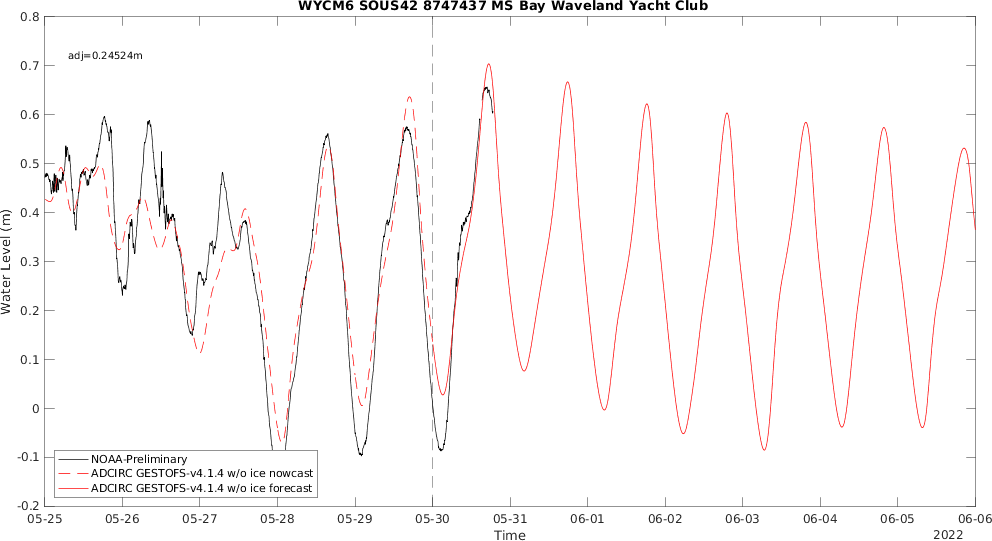 WYCM6 SOUS42 8747437 MS Bay Waveland Yacht Club
adj=0.24524m
0.8
0.7
0.6
0.5
0.4
0.3
0.2
0.1
0
-0.1
-0.2
Water Level (m)
NOAA-Preliminary
ADCIRC GESTOFS-v4.1.4 w/o ice nowcast
ADCIRC GESTOFS-v4.1.4 w/o ice forecast
05-25 05-26 05-27 05-28 05-29 05-30 05-31 06-01 06-02 06-03 06-04 06-05 06-06
Time
2022